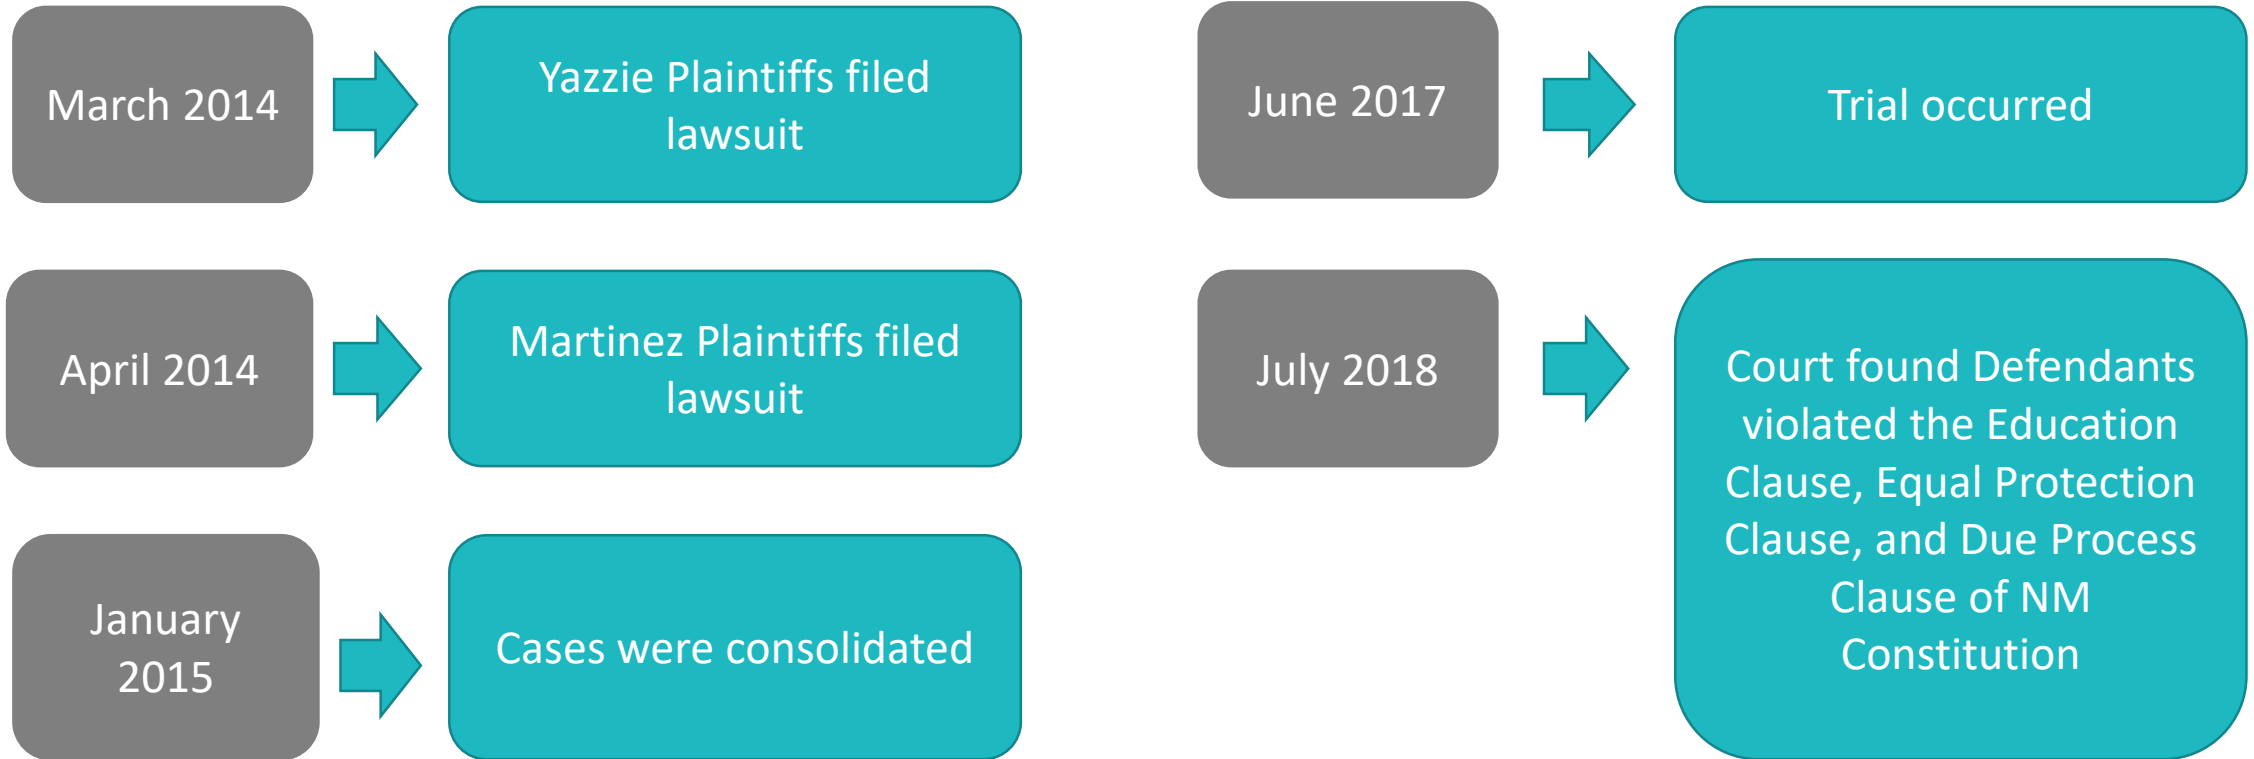 March 2014
Yazzie Plaintiffs filed
lawsuit
April 2014
Martinez Plaintiffs filed
lawsuit
January
2015
Cases were consolidated
June 2017
Trial occurred
July 2018
Court found Defendants
violated the Education
Clause, Equal Protection
Clause, and Due Process
Clause of NM
Constitution